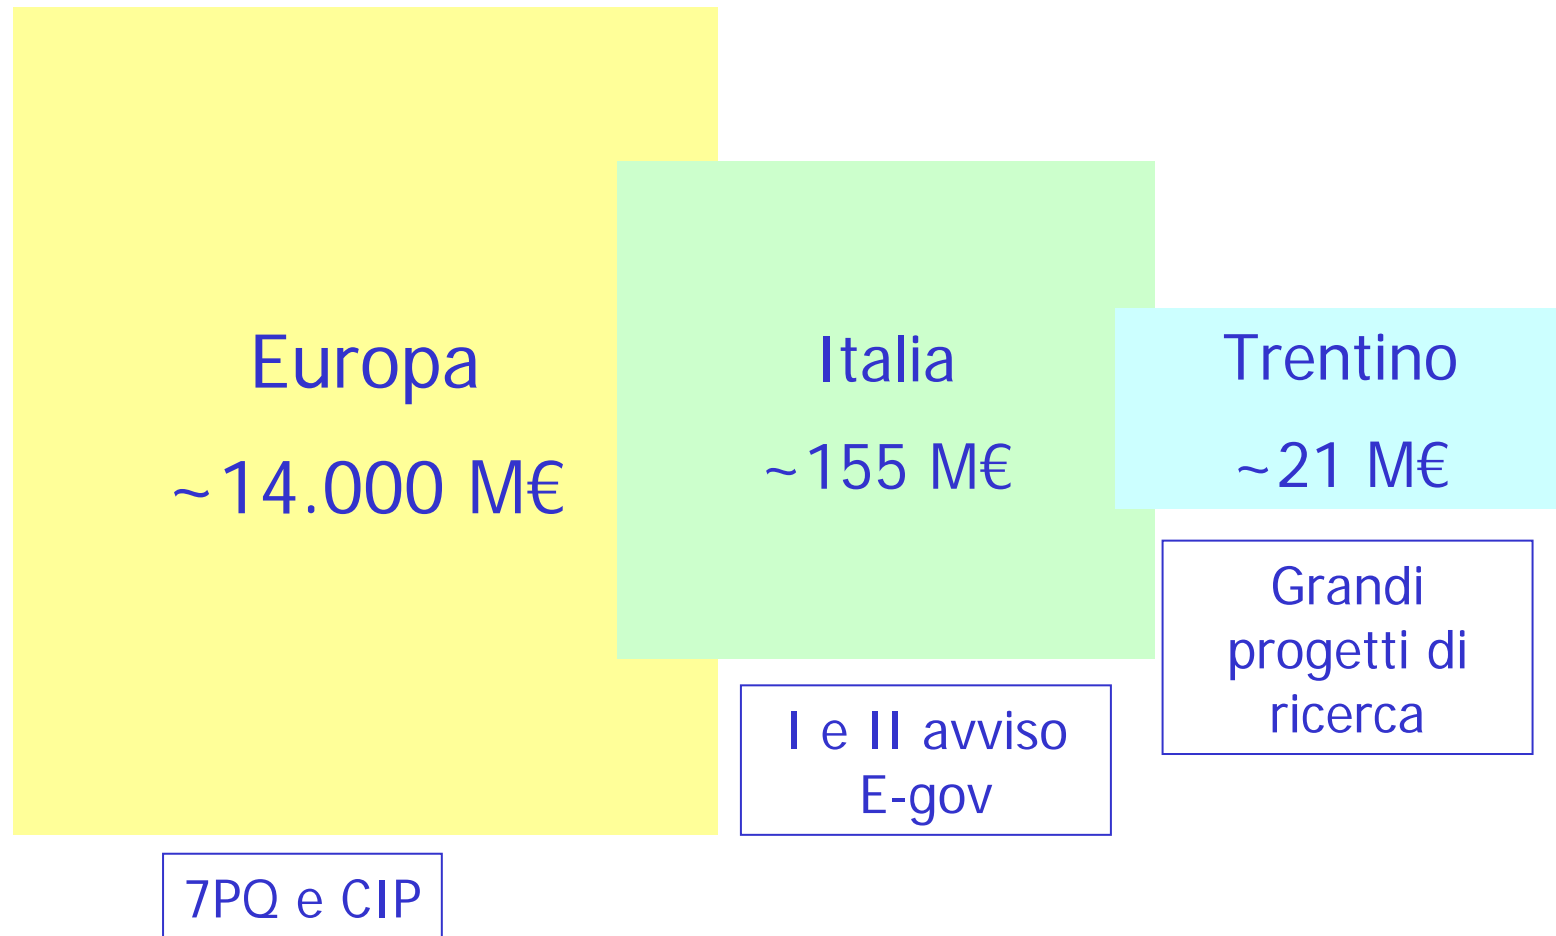 Europa
~14.000 M€
Italia
~155 M€
Trentino
~21 M€
Grandi
progetti di
ricerca
I e II avviso
E-gov
7PQ e CIP